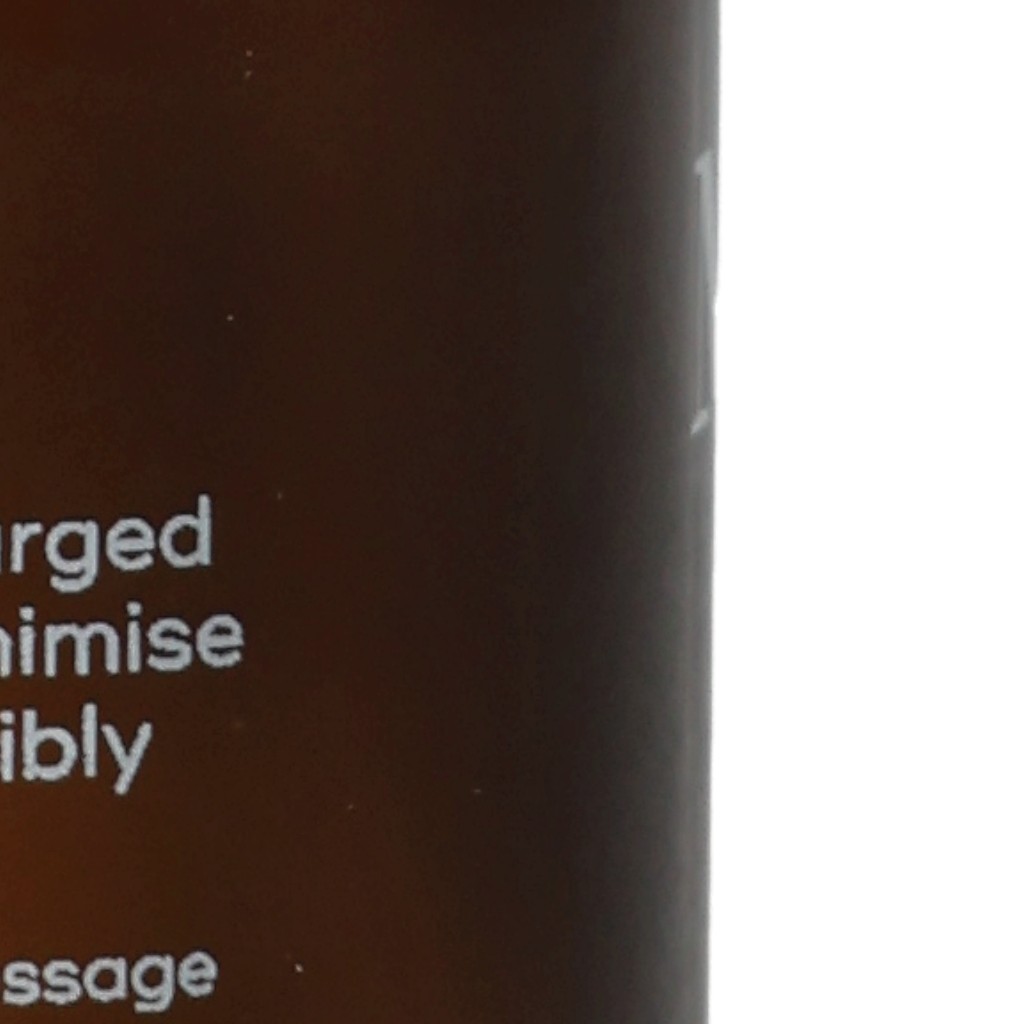 rged
nimise
ibly
ssage